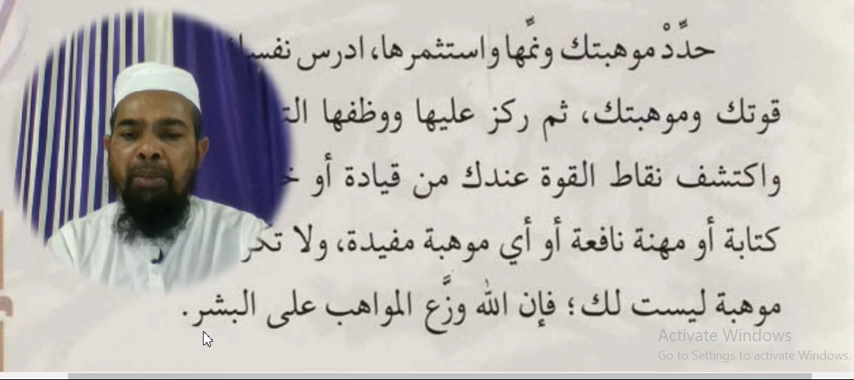 حدِّدْ موهبتك ونمِّها واستثمرها، ادرس
قوتك وموهبتك، ثم ركز عليها ووظفها
واكتشف نقاط القوة عندك من قيادة أو
كتابة أو مهنة نافعة أو أي موهبة مفيدة، ولا
موهبة ليست لك؛ فإن الله وزَّع المواهب على البشر.
Activate Windows
Go to Settings to activate Windows.